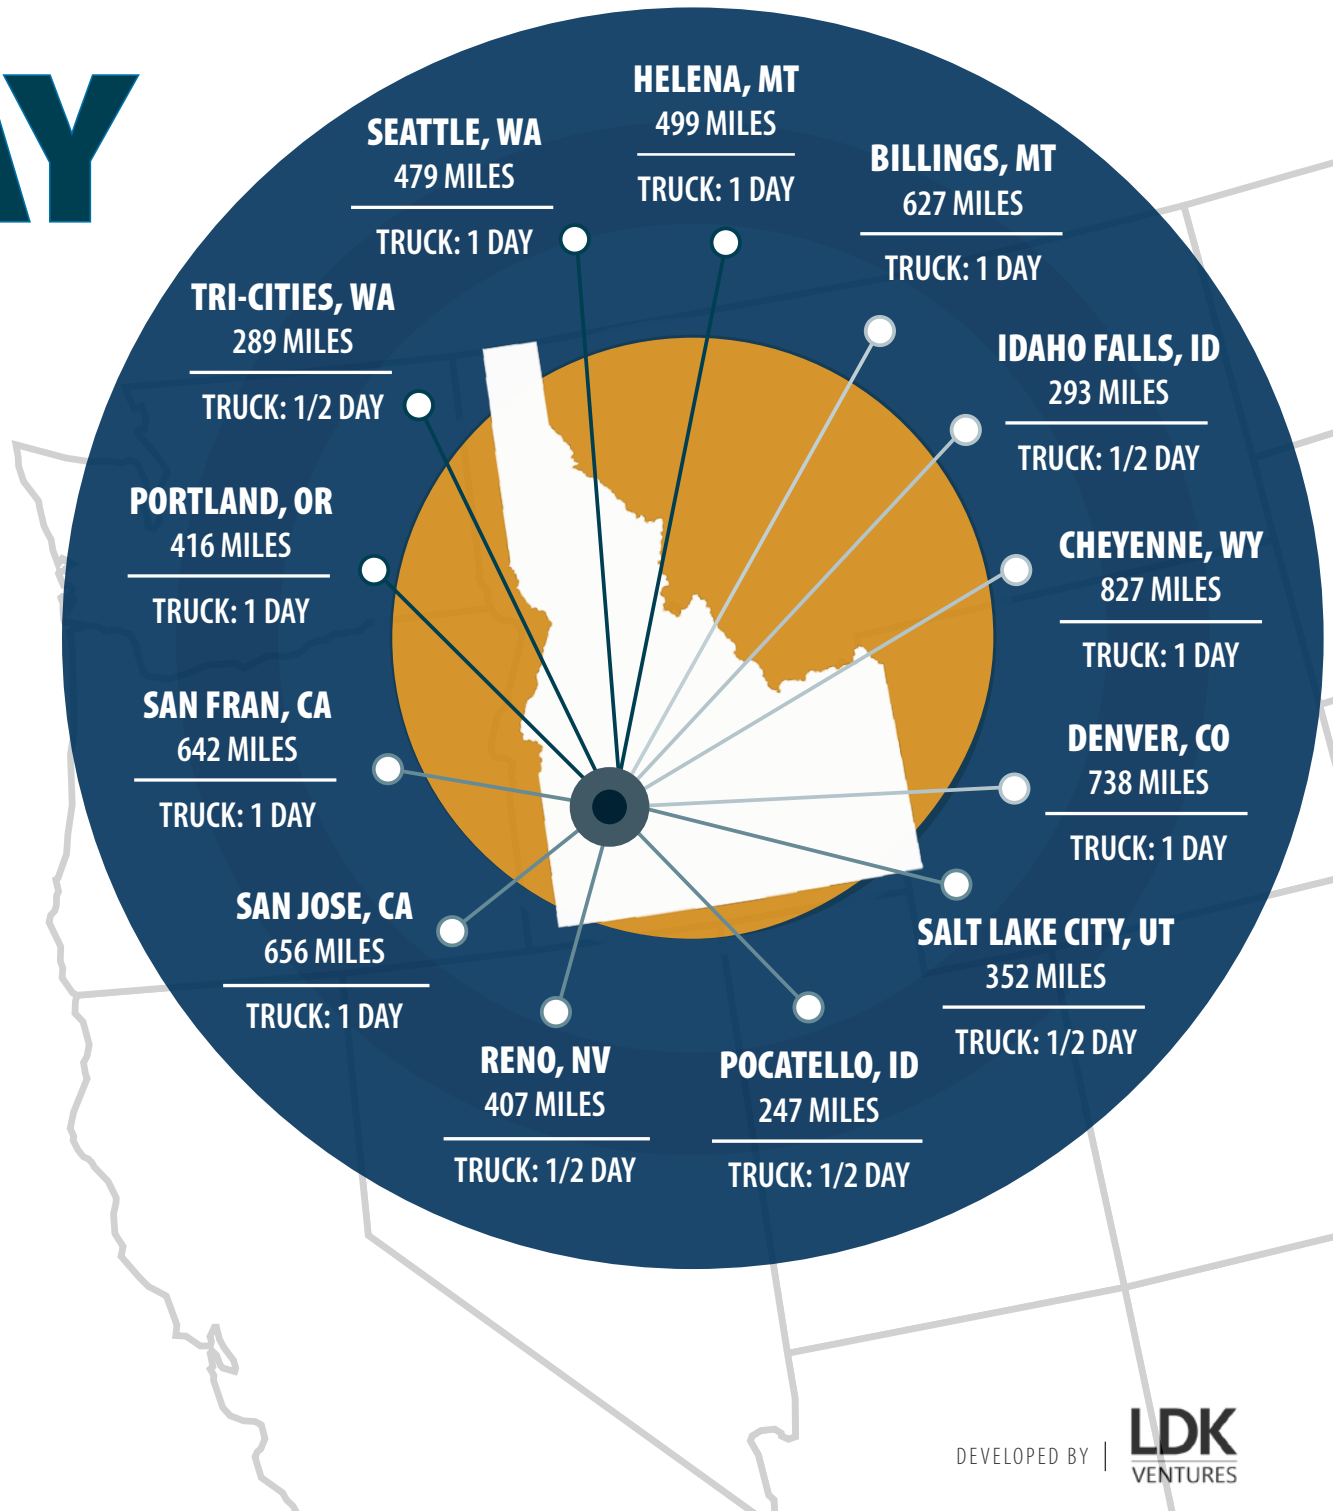 AY
HELENA, MT
499 MILES
TRUCK: 1 DAY
SEATTLE, WA
479 MILES
TRUCK: 1 DAY
BILLINGS, MT
627 MILES
TRUCK: 1 DAY
TRI-CITIES, WA
289 MILES
TRUCK: 1/2 DAY
IDAHO FALLS, ID
293 MILES
TRUCK: 1/2 DAY
PORTLAND, OR
416 MILES
TRUCK: 1 DAY
CHEYENNE, WY
827 MILES
TRUCK: 1 DAY
SAN FRAN, CA
642 MILES
TRUCK: 1 DAY
DENVER, CO
738 MILES
TRUCK: 1 DAY
SAN JOSE, CA
656 MILES
TRUCK: 1 DAY
SALT LAKE CITY, UT
352 MILES
TRUCK: 1/2 DAY
RENO, NV
407 MILES
TRUCK: 1/2 DAY
POCATELLO, ID
247 MILES
TRUCK: 1/2 DAY
DEVELOPED BY |
LDK
VENTURES